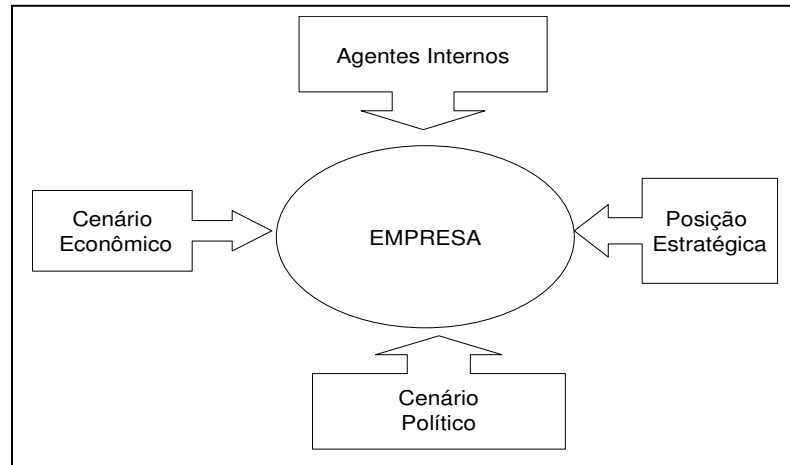 Agentes Internos
Cenário
Econômico
EMPRESA
Posição
Estratégica
Cenário
Político